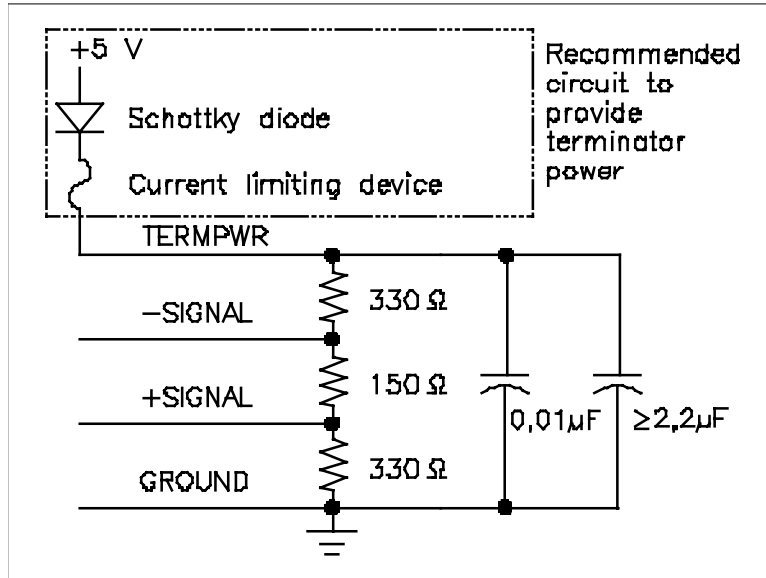 +5 V
Schottky diode
Current limiting device
Recommended
circuit to
provide
terminator
power
TERMPWR
330 Ω
−SIGNAL
150 Ω
+SIGNAL
0,01µF
≥2,2µF
330 Ω
GROUND